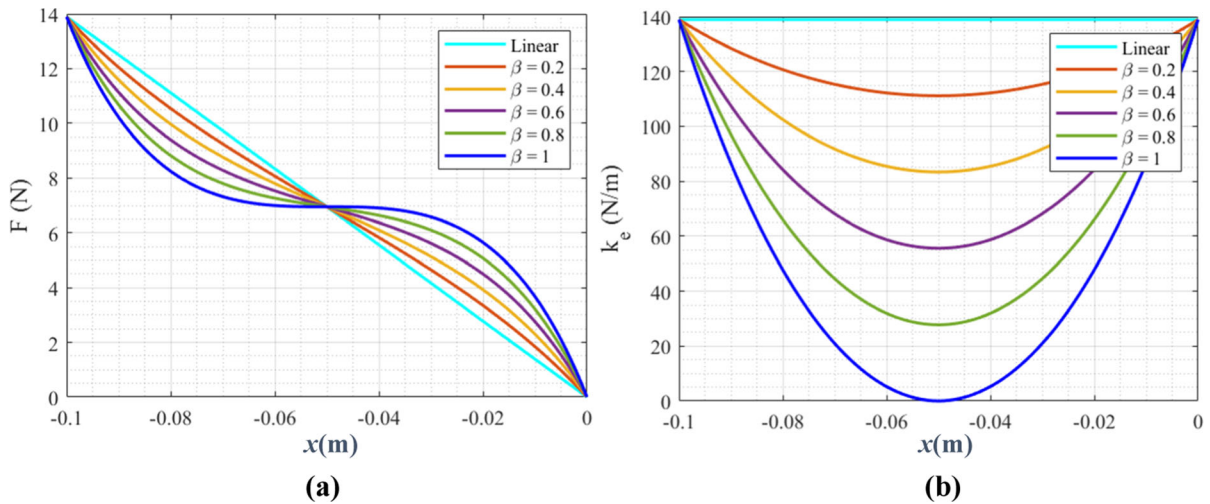 14
12
10
8
6
4
2
0
F (N)
-0.1
-0.08
-0.06
-0.04
-0.02
0
x(m)
Linear
β = 0.2
β = 0.4
β = 0.6
β = 0.8
β = 1
(a)
140
120
100
80
60
40
20
0
k_e (N/m)
-0.1
-0.08
-0.06
-0.04
-0.02
0
x(m)
Linear
β = 0.2
β = 0.4
β = 0.6
β = 0.8
β = 1
(b)